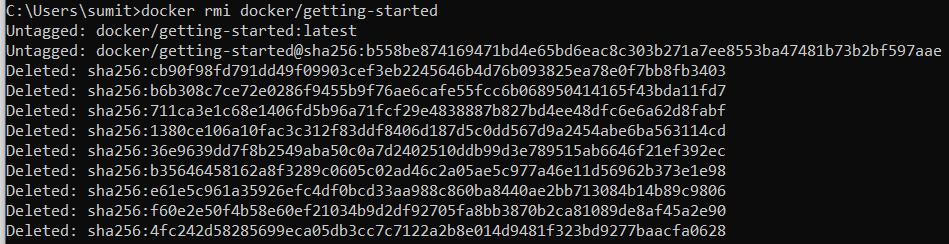 C:\Users\sumit>docker rmi docker/getting-started
Untagged: docker/getting-started:latest
Untagged: docker/getting-started@sha256:b558be874169471bd4e65bd6eac8c303b271a7ee8553ba47481b73b2bf597aae
Deleted: sha256:cb90f98fd791dd49f09903cef3eb2245646b4d76b093825ea78e0f7bb8fb3403
Deleted: sha256:b6b308c7ce72e0286f9455b9f76ae6cafe55fcc6b068950414165f43bda11fd7
Deleted: sha256:711ca3e1c68e1406fd5b96a71fcf29e4838887b827bd4ee48dfc6e6a62d8fabf
Deleted: sha256:1380ce106a10fac3c312f83ddf8406d187d5c0dd567d9a2454abe6ba563114cd
Deleted: sha256:36e9639dd7f8b2549aba50c0a7d2402510ddb99d3e789515ab6646f21ef392ec
Deleted: sha256:b35646458162a8f3289c0605c02ad46c2a05ae5c977a46e11d56962b373e1e98
Deleted: sha256:e61e5c961a35926efc4df0bcd33aa988c860ba8440ae2bb713084b14b89c9806
Deleted: sha256:f60e2e50f4b58e60ef21034b9d2df92705fa8bb3870b2ca81089de8af45a2e90
Deleted: sha256:4fc242d58285699eca05db3cc7c7122a2b8e014d9481f323bd9277baacfa0628